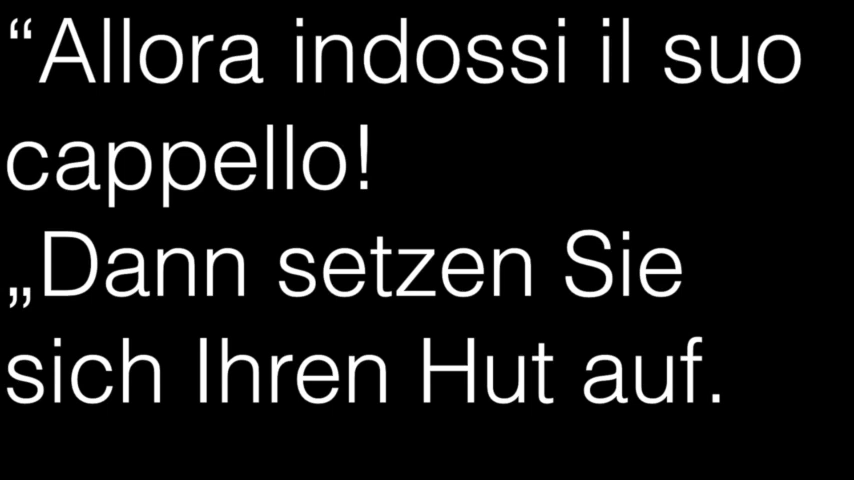 “Allora indossi il suo
cappello!
„Dann setzen Sie
sich Ihren Hut auf.